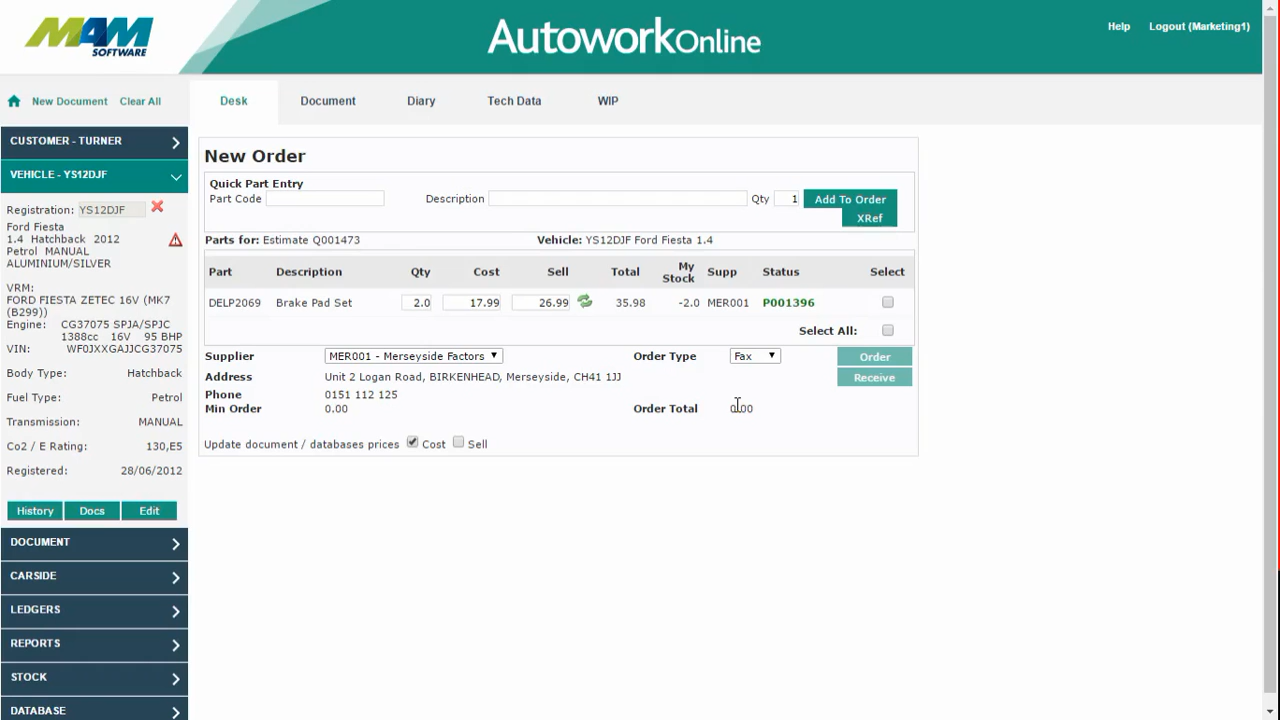 MAM SOFTWARE
AutoworkOnline
Help Logout (Marketing1)
New Document Clear All
Desk Document Diary Tech Data WIP
CUSTOMER - TURNER
VEHICLE - YS12DJF
Registration: YS12DJF
Ford Fiesta
1.4 Hatchback 2012
Petrol MANUAL
ALUMINIUM/SILVER
VRM:
FORD FIESTA ZETEC 16V (MK7
(B299))
Engine: CG37075 SPJA/SPJC
1388cc 16V 95 BHP
VIN: WF0JXXGAJJCG37075
Body Type: Hatchback
Fuel Type: Petrol
Transmission: MANUAL
Co2 / E Rating: 130,E5
Registered: 28/06/2012
History Docs Edit
DOCUMENT
CARSIDE
LEDGERS
REPORTS
STOCK
DATABASE
New Order
Quick Part Entry
Part Code Description Qty 1 Add To Order
XRef
Parts for: Estimate Q001473 Vehicle: YS12DJF Ford Fiesta 1.4
Part Description Qty Cost Sell Total My Stock Supp Status Select
DELP2069 Brake Pad Set 2.0 17.99 26.99 35.98 -2.0 MER001 P001396
Select All:
Supplier MER001 - Merseyside Factors Order Type Fax Order
Address Unit 2 Logan Road, BIRKENHEAD, Merseyside, CH41 1JJ Receive
Phone 0151 112 125
Min Order 0.00 Order Total 0.00
Update document / databases prices Cost Sell